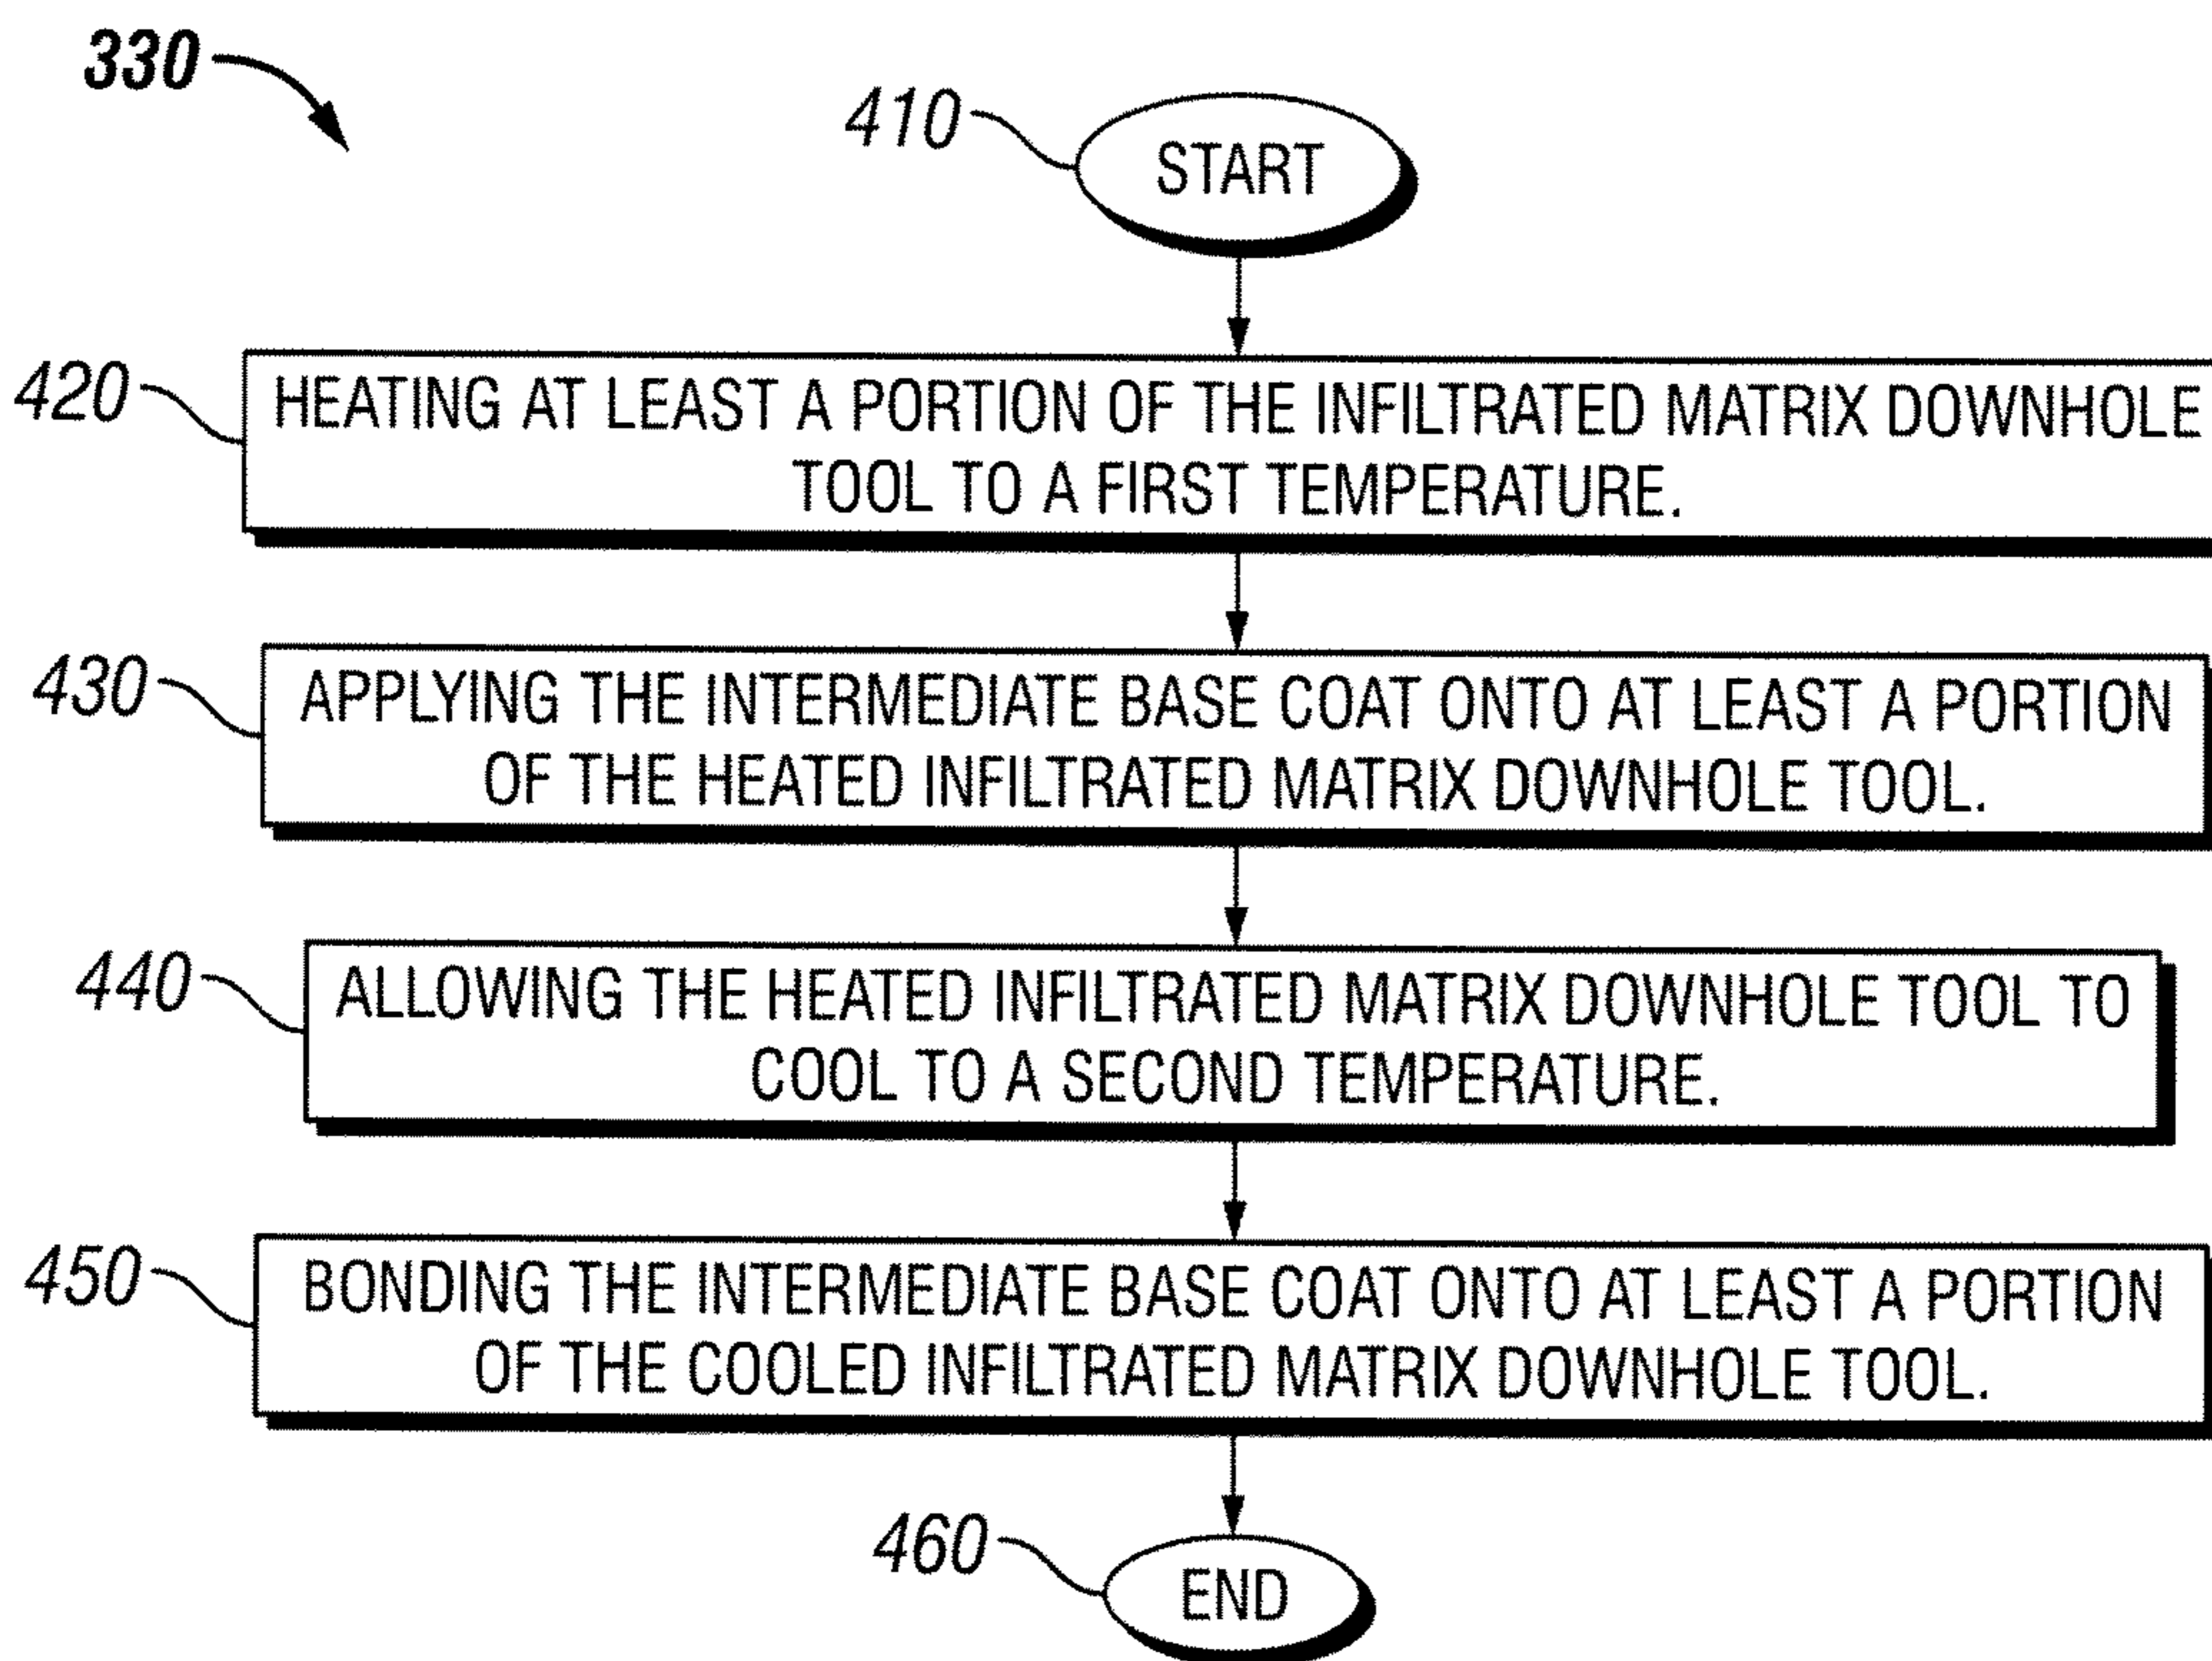 330
410
START
420
HEATING AT LEAST A PORTION OF THE INFILTRATED MATRIX DOWNHOLE
TOOL TO A FIRST TEMPERATURE.
430
APPLYING THE INTERMEDIATE BASE COAT ONTO AT LEAST A PORTION
OF THE HEATED INFILTRATED MATRIX DOWNHOLE TOOL.
440
ALLOWING THE HEATED INFILTRATED MATRIX DOWNHOLE TOOL TO
COOL TO A SECOND TEMPERATURE.
450
BONDING THE INTERMEDIATE BASE COAT ONTO AT LEAST A PORTION
OF THE COOLED INFILTRATED MATRIX DOWNHOLE TOOL.
460
END